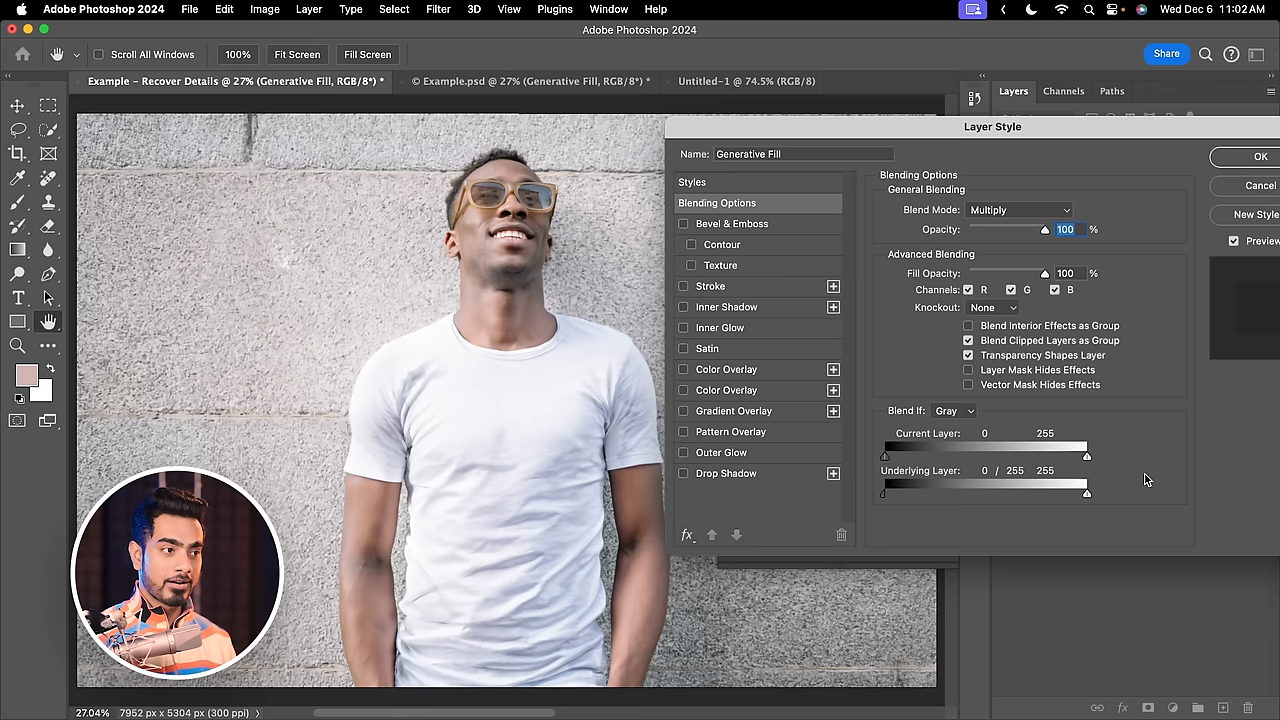 Adobe Photoshop 2024 File Edit Image Layer Type Select Filter 3D View Plugins Window Help Wed Dec 6 11:02 AM
Adobe Photoshop 2024
Scroll All Windows 100% Fit Screen Fill Screen Share
Example – Recover Details @ 27% (Generative Fill, RGB/8*) * © Example.psd @ 27% (Generative Fill, RGB/8*) * Untitled-1 @ 74.5% (RGB/8)
Layers Channels Paths
Layer Style
Name: Generative Fill
Styles
Blending Options
Bevel & Emboss
Contour
Texture
Stroke
Inner Shadow
Inner Glow
Satin
Color Overlay
Color Overlay
Gradient Overlay
Pattern Overlay
Outer Glow
Drop Shadow
fx
Blending Options
General Blending
Blend Mode: Multiply
Opacity: 100 %
Advanced Blending
Fill Opacity: 100 %
Channels: R G B
Knockout: None
Blend Interior Effects as Group
Blend Clipped Layers as Group
Transparency Shapes Layer
Layer Mask Hides Effects
Vector Mask Hides Effects
Blend If: Gray
Current Layer: 0 255
Underlying Layer: 0 / 255 255
OK
Cancel
New Style
Preview
27.04% 7952 px x 5304 px (300 ppi)
fx